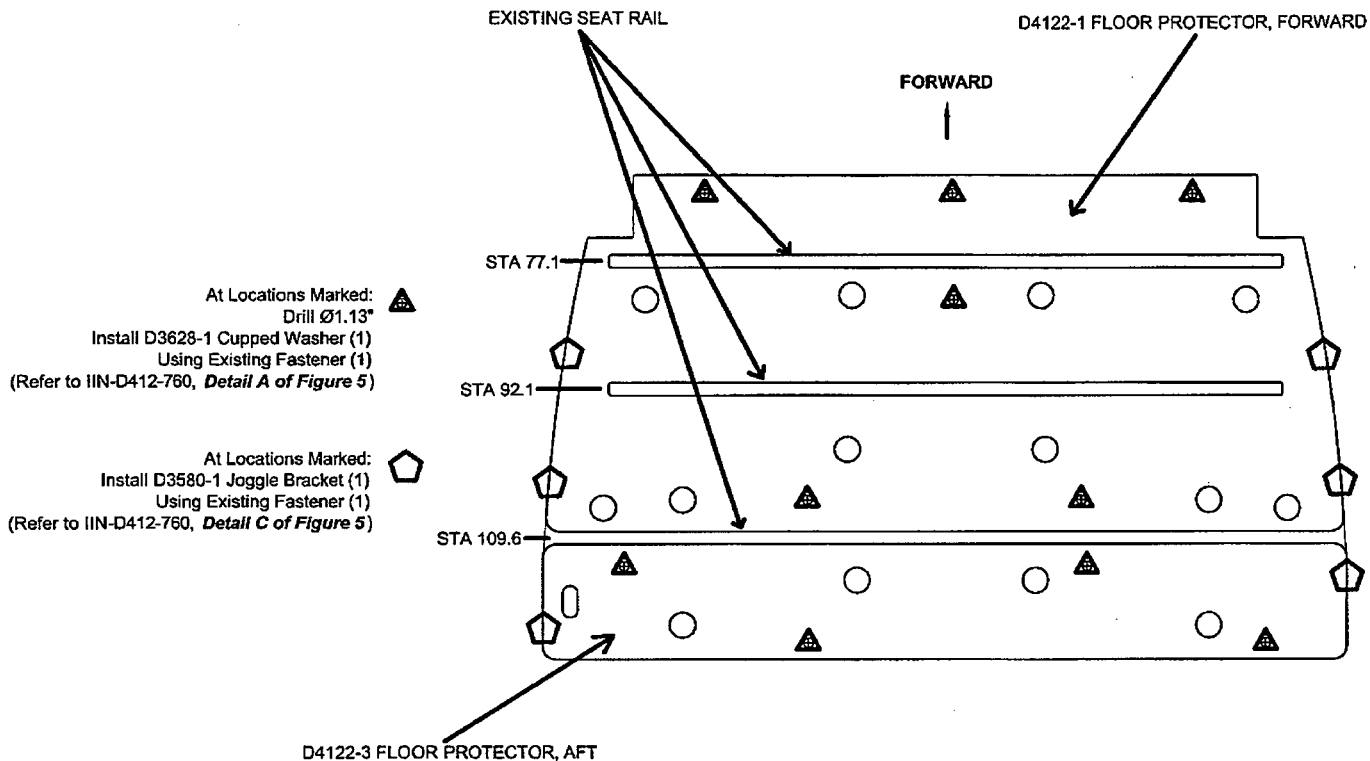 EXISTING SEAT RAIL
D4122-1 FLOOR PROTECTOR, FORWARD
FORWARD
STA 77.1
At Locations Marked:
Drill Ø1.13"
Install D3628-1 Cupped Washer (1)
Using Existing Fastener (1)
(Refer to IIN-D412-760, Detail A of Figure 5)
STA 92.1
At Locations Marked:
Install D3580-1 Joggle Bracket (1)
Using Existing Fastener (1)
(Refer to IIN-D412-760, Detail C of Figure 5)
STA 109.6
D4122-3 FLOOR PROTECTOR, AFT